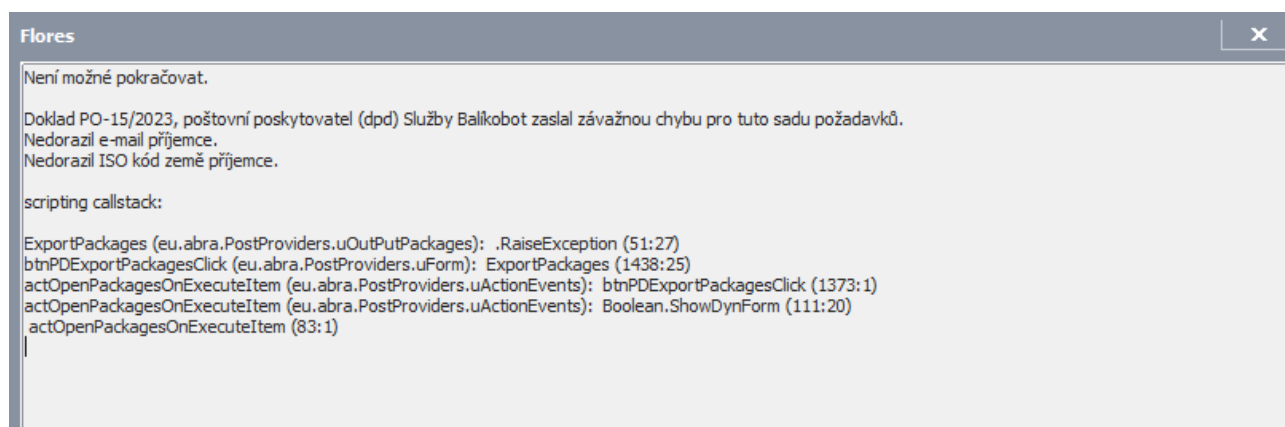 Flores
Není možné pokračovat.
Doklad PO-15/2023, poštovní poskytovatel (dpd) Služby Balíkobot zaslal závažnou chybu pro tuto sadu požadavků.
Nedorazil e-mail příjemce.
Nedorazil ISO kód země příjemce.
scripting callstack:
ExportPackages (eu.abra.PostProviders.uOutPutPackages):  .RaiseException (51:27)
btnPDExportPackagesClick (eu.abra.PostProviders.uForm):  ExportPackages (1438:25)
actOpenPackagesOnExecuteItem (eu.abra.PostProviders.uActionEvents):  btnPDExportPackagesClick (1373:1)
actOpenPackagesOnExecuteItem (eu.abra.PostProviders.uActionEvents):  Boolean.ShowDynForm (111:20)
actOpenPackagesOnExecuteItem (83:1)